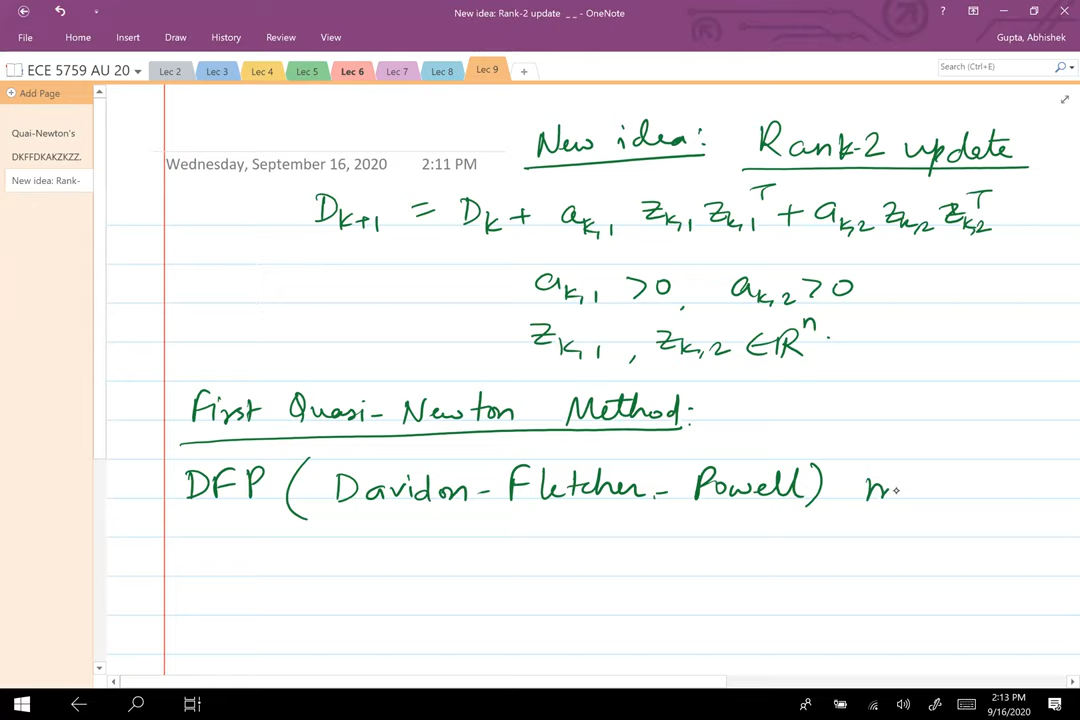 New idea: Rank-2 update _ _ - OneNote
File Home Insert Draw History Review View Gupta, Abhishek
ECE 5759 AU 20 Lec 2 Lec 3 Lec 4 Lec 5 Lec 6 Lec 7 Lec 8 Lec 9 Search (Ctrl+E)
Add Page
Quai-Newton's
DKFFDKAKZKZZ.
New idea: Rank-
New idea: Rank-2 update
Wednesday, September 16, 2020 2:11 PM
D_{k+1} = D_k + a_{k,1} z_{k,1} z_{k,1}^T + a_{k,2} z_{k,2} z_{k,2}^T
a_{k,1} >0, a_{k,2} >0
z_{k,1}, z_{k,2} ∈ ℝ^n.
First Quasi-Newton Method:
DFP (Davidon-Fletcher-Powell)
2:13 PM
9/16/2020